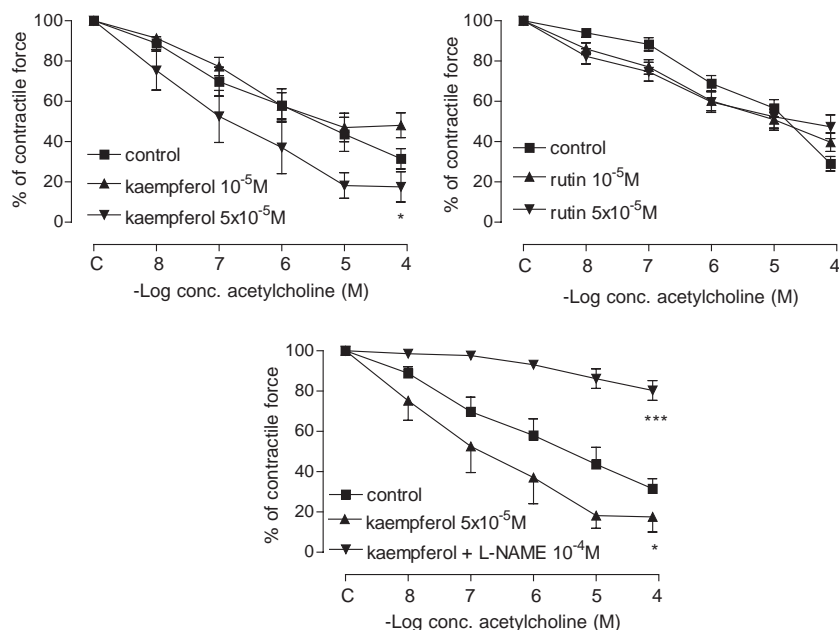 % of contractile force
100
80
60
40
20
0
control
kaempferol 10⁻⁵M
kaempferol 5x10⁻⁵M
*
C 8 7 6 5 4
-Log conc. acetylcholine (M)
% of contractile force
100
80
60
40
20
0
control
rutin 10⁻⁵M
rutin 5x10⁻⁵M
C 8 7 6 5 4
-Log conc. acetylcholine (M)
% of contractile force
100
80
60
40
20
0
***
control
kaempferol 5x10⁻⁵M
kaempferol + L-NAME 10⁻⁴M
*
C 8 7 6 5 4
-Log conc. acetylcholine (M)